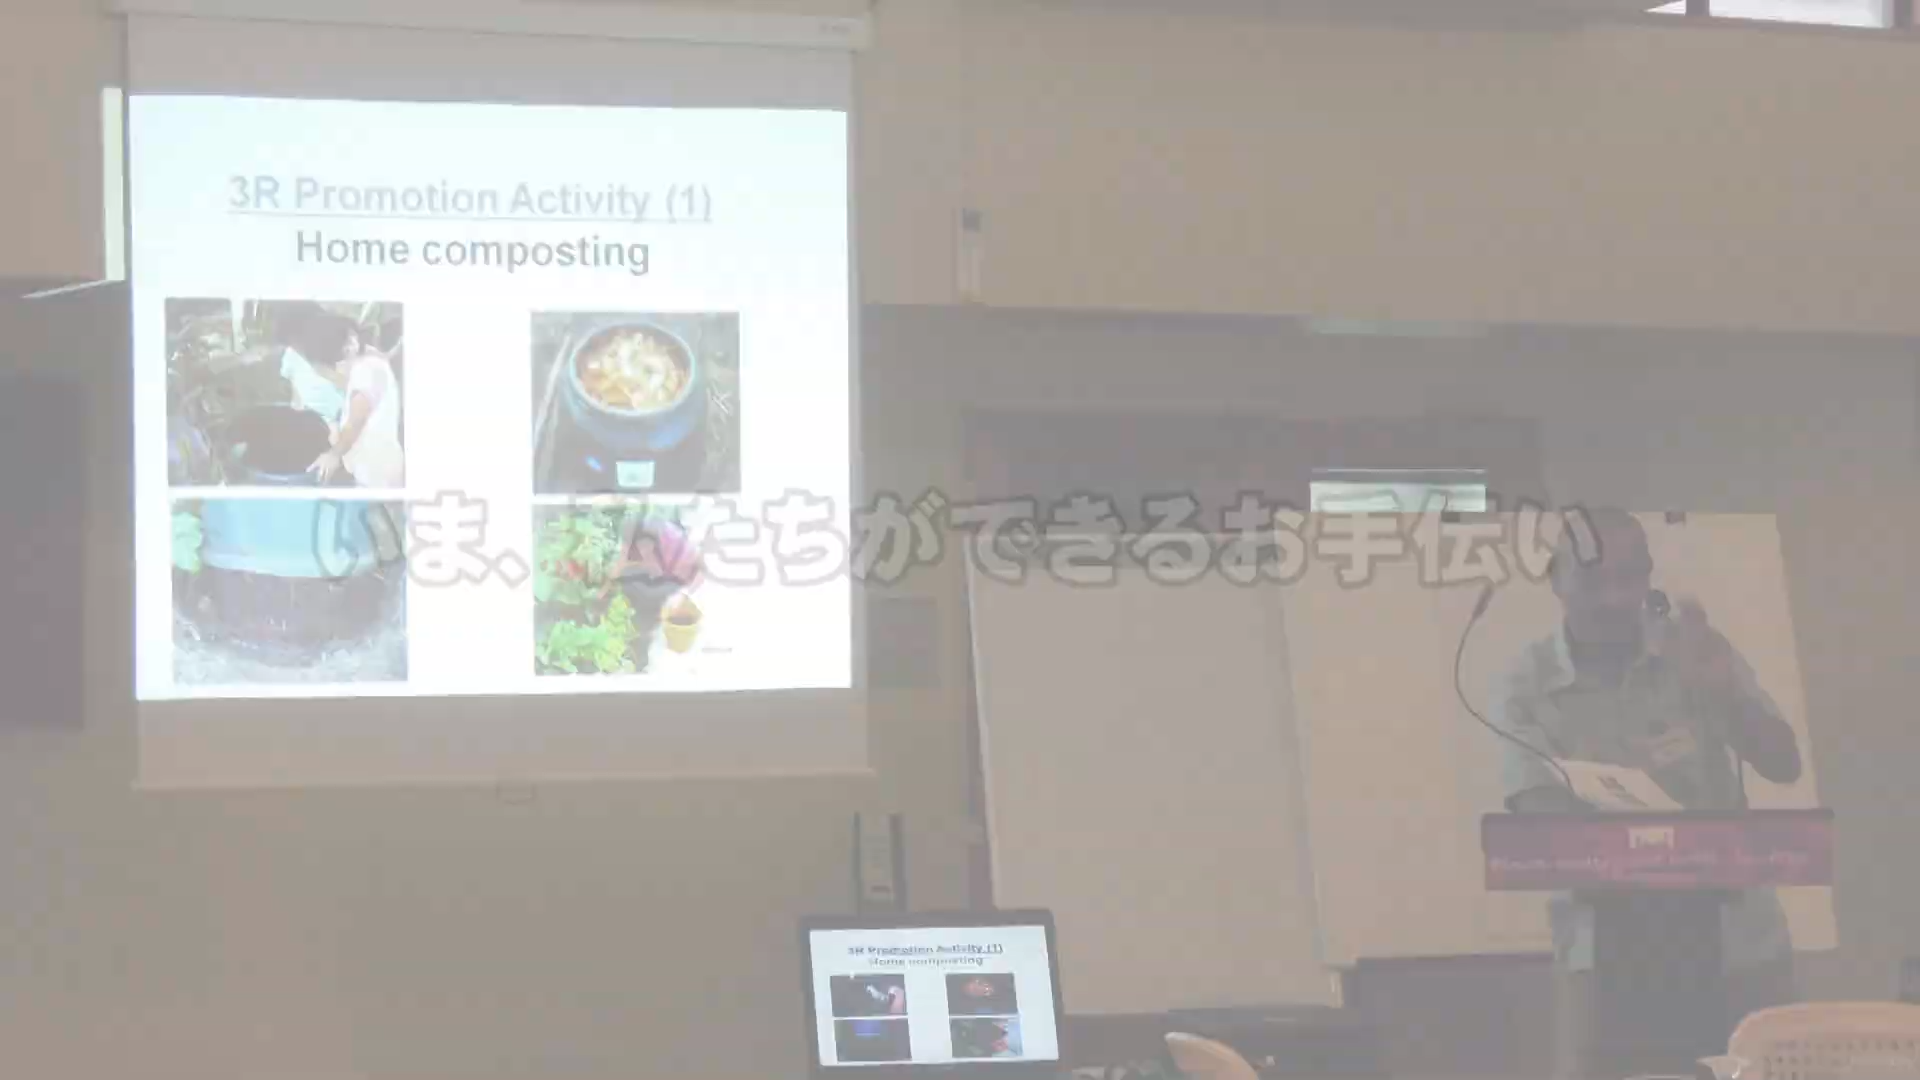 3R Promotion Activity (1)
Home composting
いま、私たちができるお手伝い
3R Promotion Activity (1)
Home composting